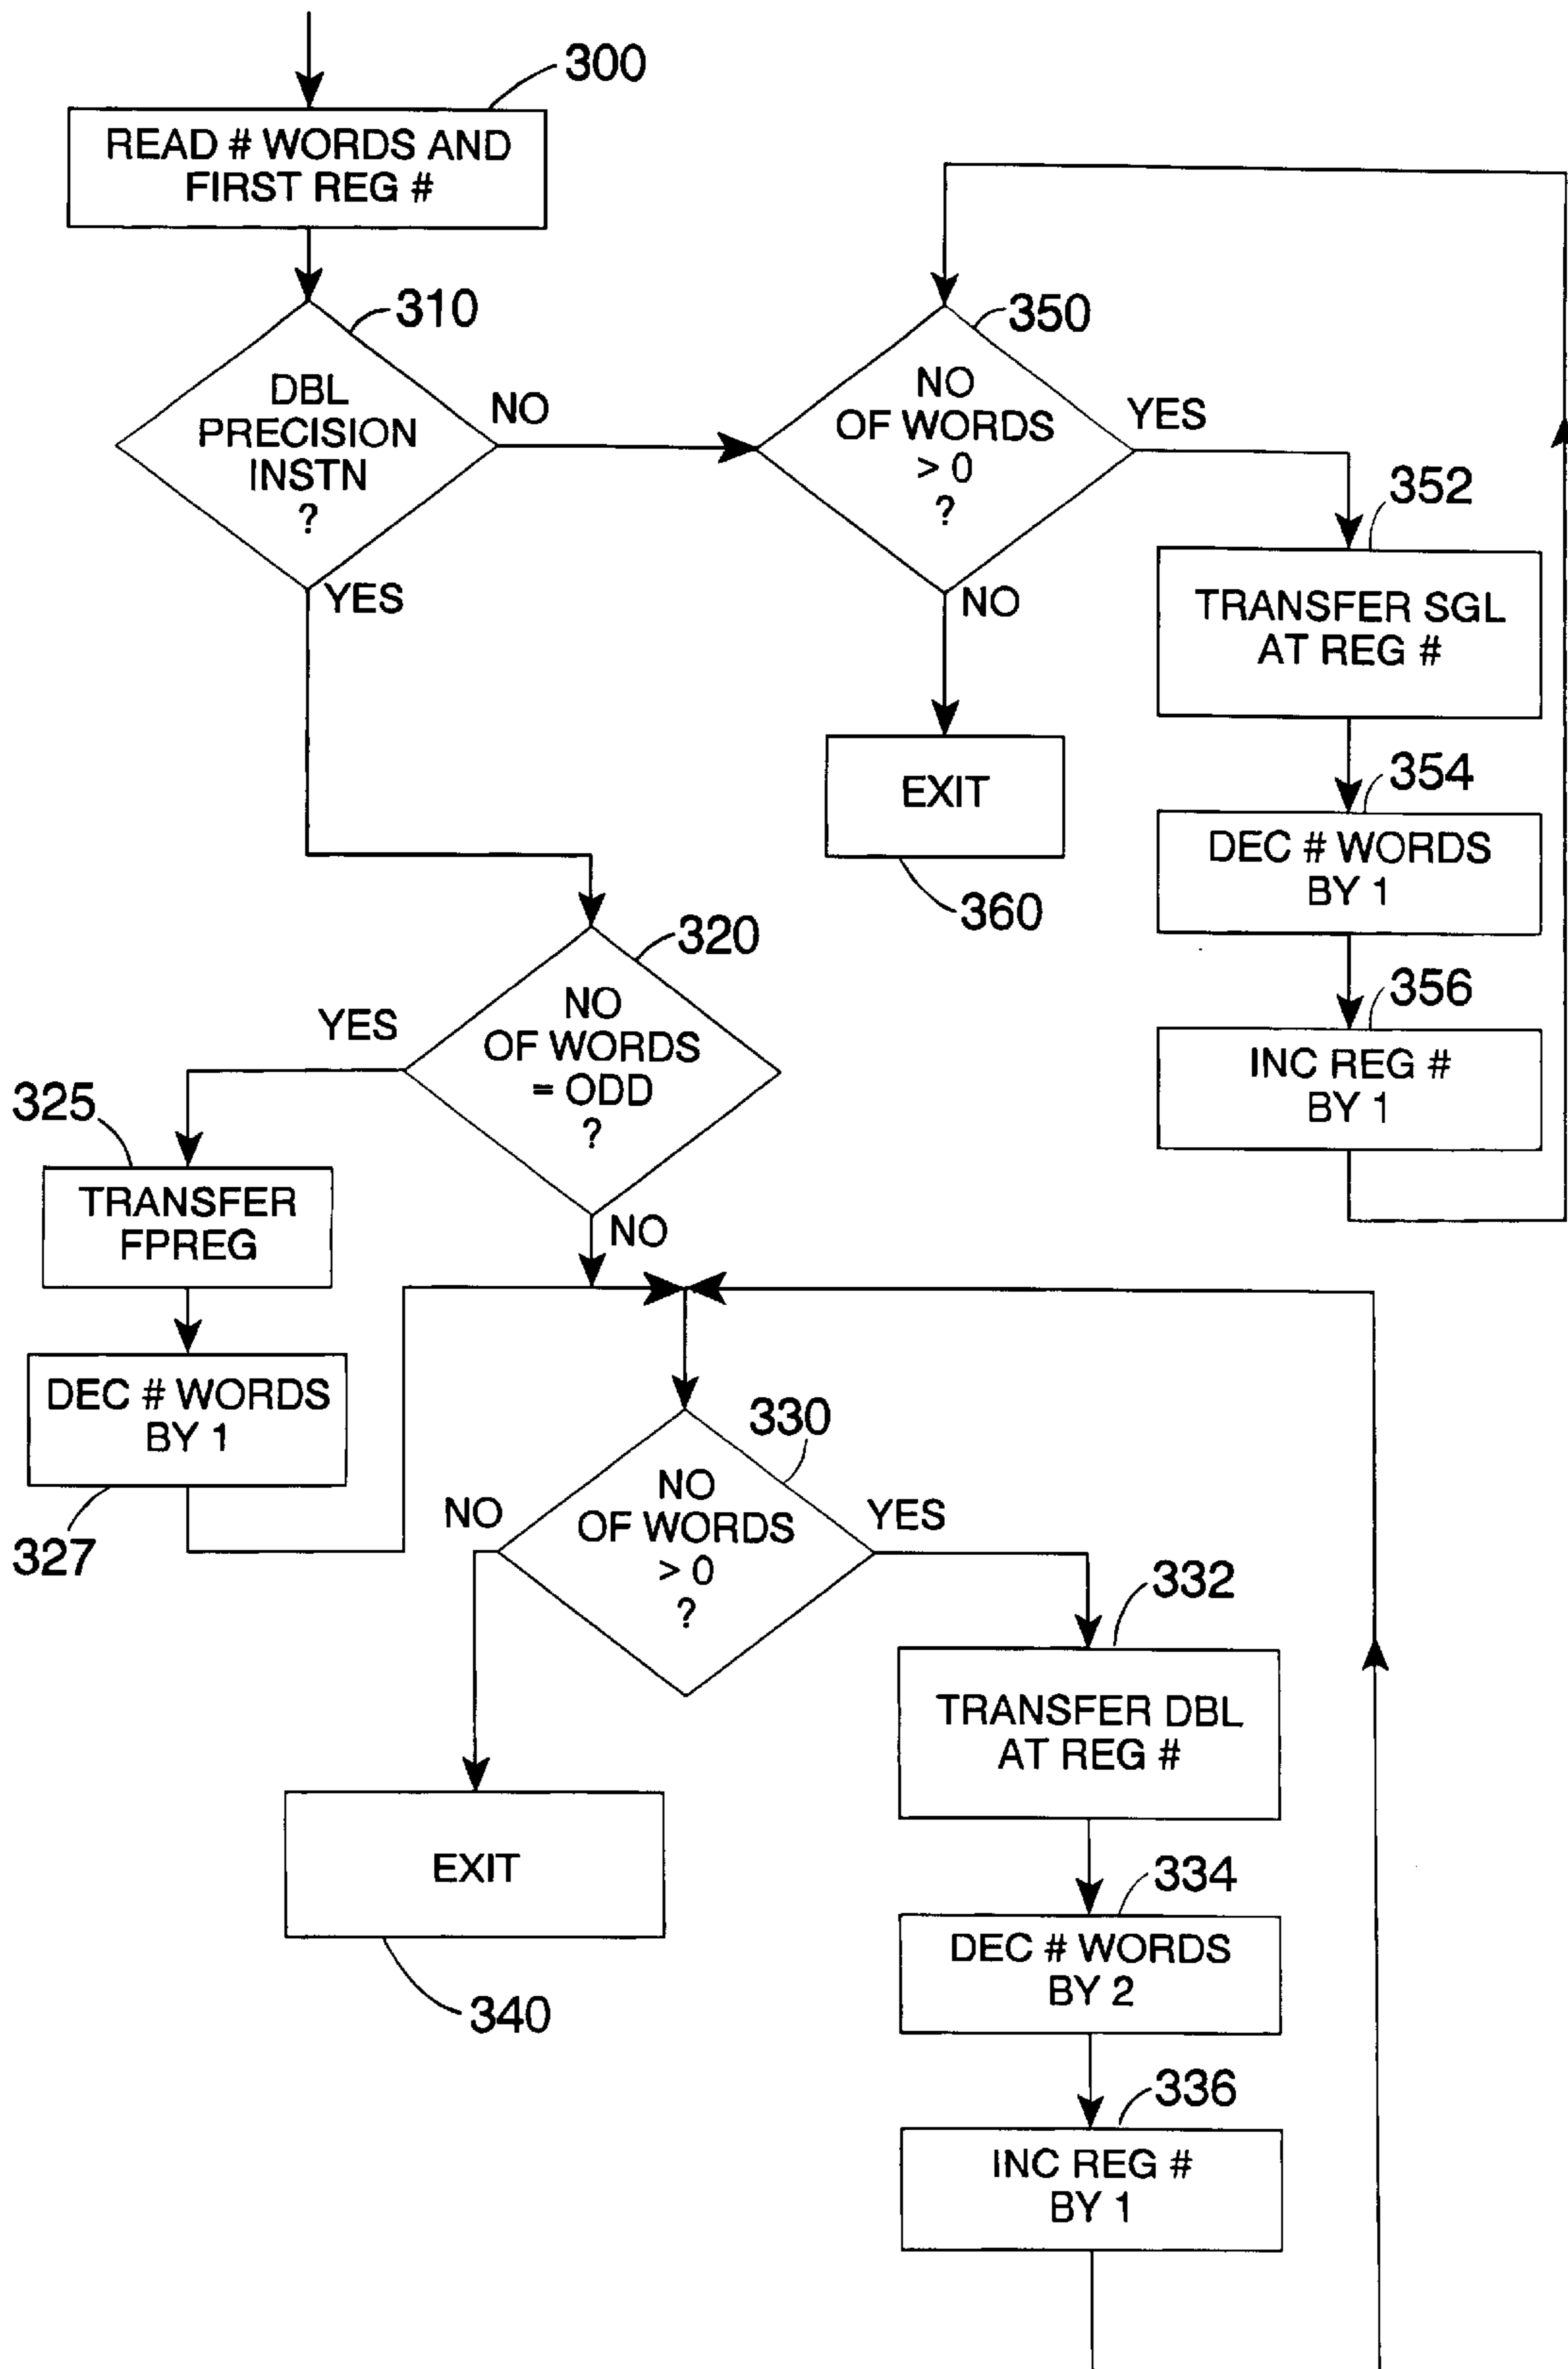 300
READ # WORDS AND
FIRST REG #
310
DBL
PRECISION
INSTN
?
NO
YES
350
NO
OF WORDS
> 0
?
YES
NO
352
TRANSFER SGL
AT REG #
354
DEC # WORDS
BY 1
356
INC REG #
BY 1
EXIT
360
320
NO
OF WORDS
= ODD
?
YES
NO
325
TRANSFER
FPREG
DEC # WORDS
BY 1
327
330
NO
OF WORDS
> 0
?
NO
YES
332
TRANSFER DBL
AT REG #
334
DEC # WORDS
BY 2
336
INC REG #
BY 1
EXIT
340